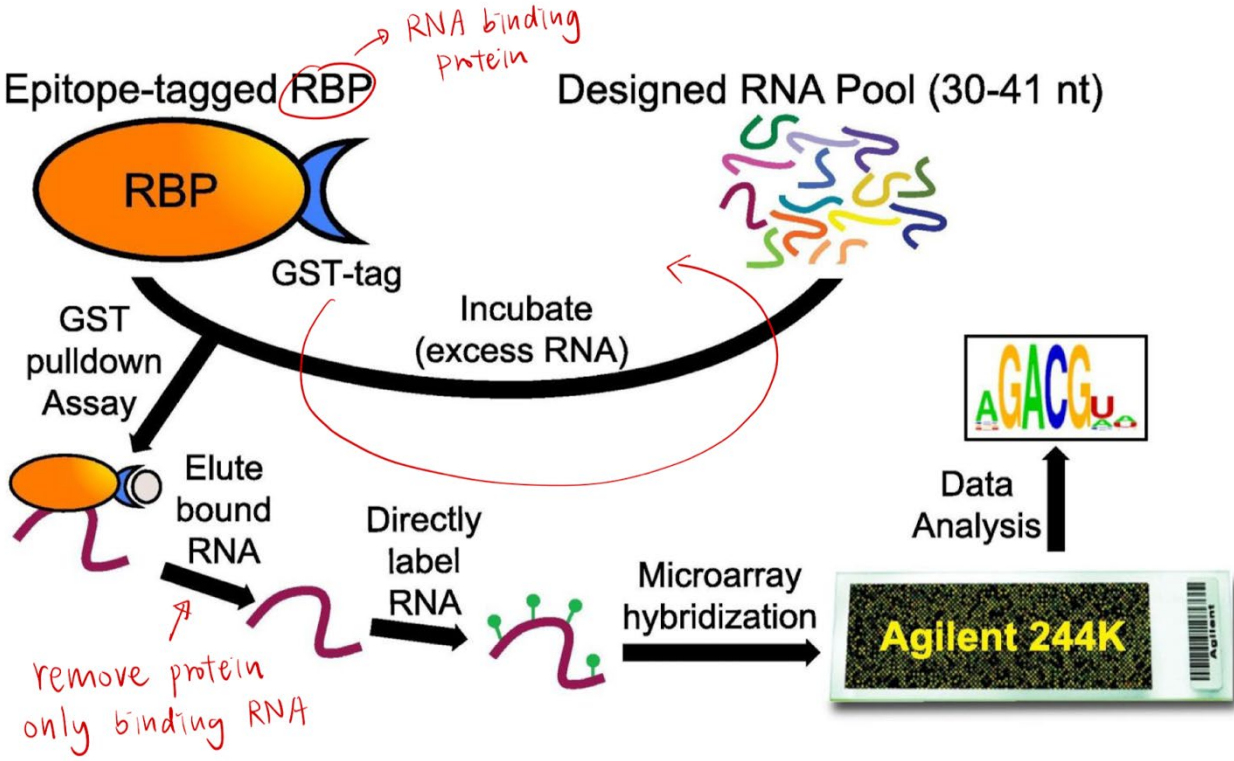 RNA binding
protein
Epitope-tagged RBP
Designed RNA Pool (30-41 nt)
RBP
GST-tag
Incubate
(excess RNA)
GST
pulldown
Assay
Elute
bound
RNA
Directly
label
RNA
Microarray
hybridization
Data
Analysis
AGACGUA
Agilent 244K
Agilent
remove protein
only binding RNA